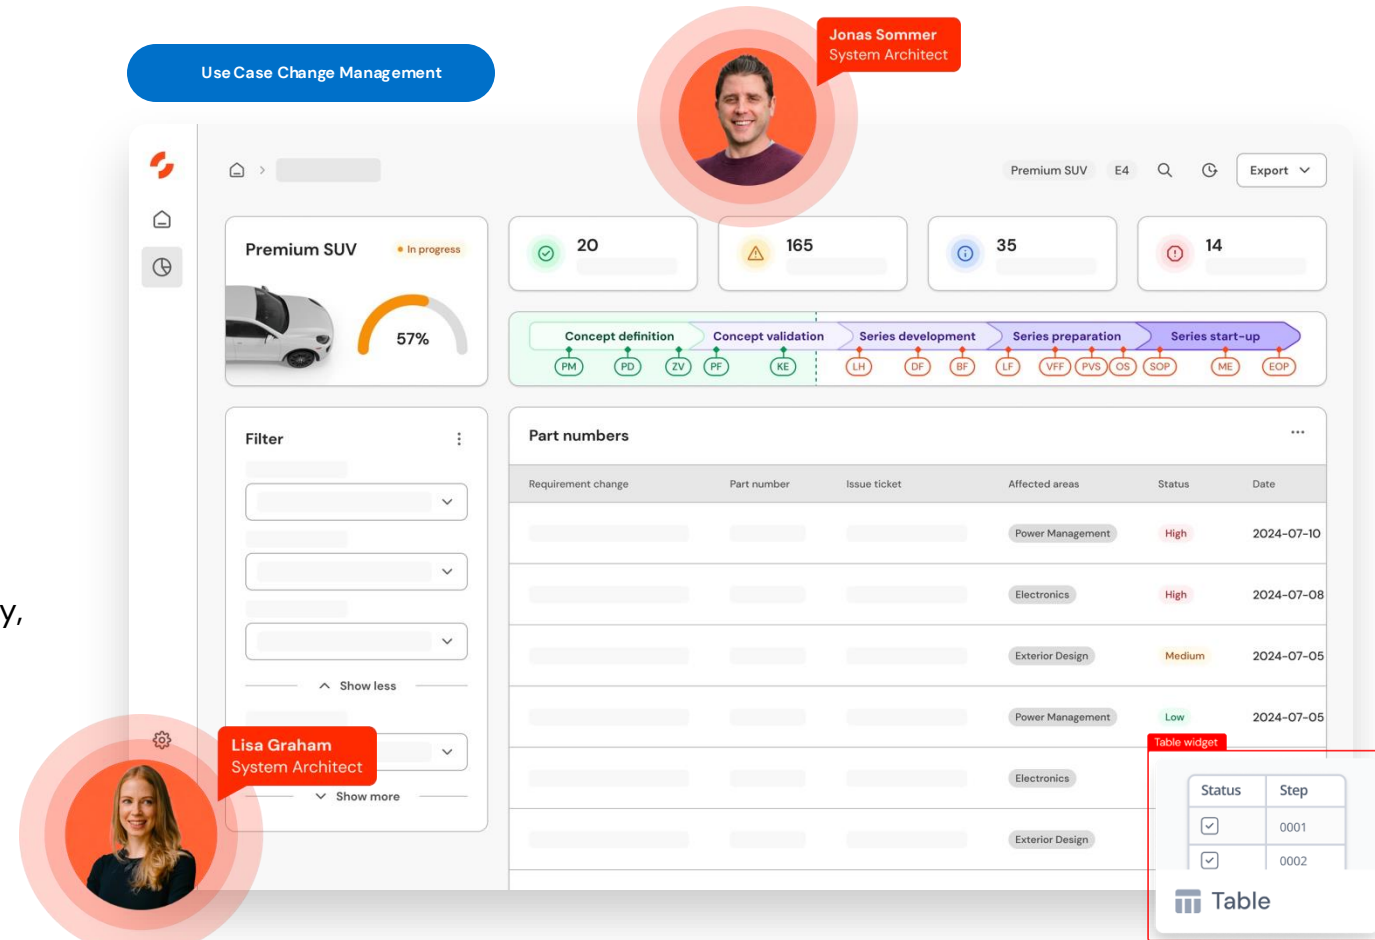 Jonas Sommer
System Architect
Use Case Change Management
Premium SUV
E4
Export
Premium SUV
In progress
57%
20
165
35
14
Concept definition
Concept validation
Series development
Series preparation
Series start-up
PM
PD
ZV
PF
KE
LH
DF
BF
LF
VFF
PVS
OS
SOP
ME
EOP
Filter
Show less
Show more
Part numbers
Requirement change Part number Issue ticket Affected areas Status Date
Power Management High 2024-07-10
Electronics High 2024-07-08
Exterior Design Medium 2024-07-05
Power Management Low 2024-07-05
Electronics
Exterior Design
y,
Lisa Graham
System Architect
Table widget
Status Step
0001
0002
Table